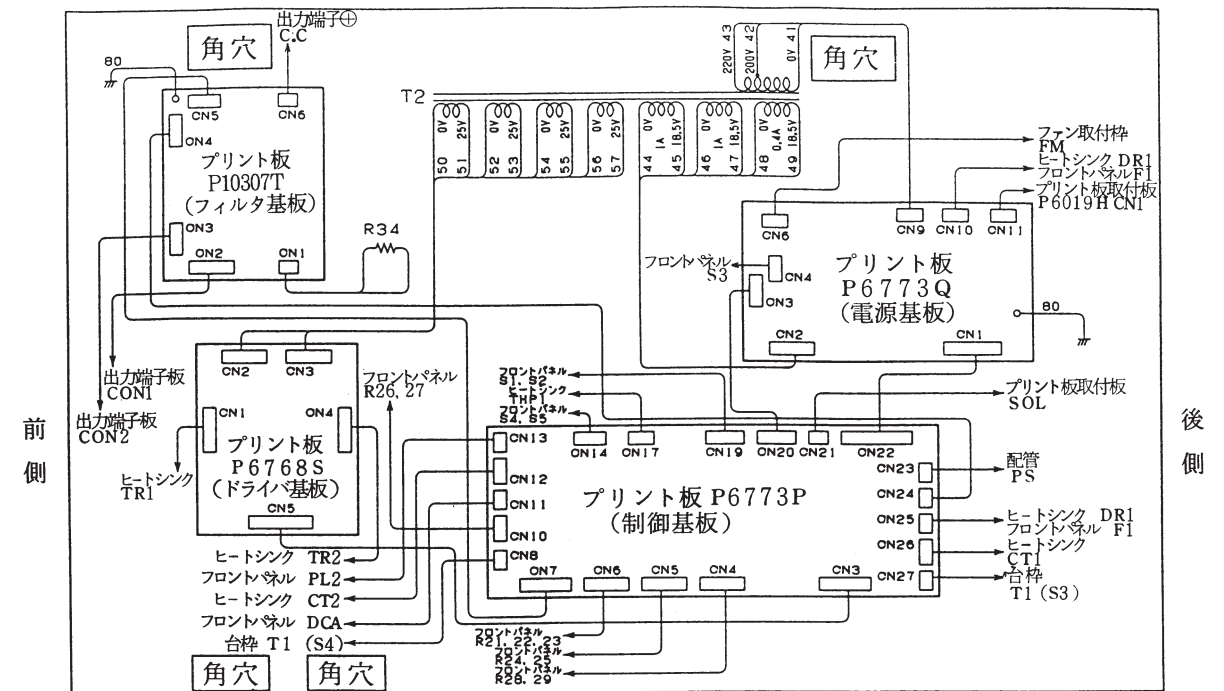 出力端子⊕
C.C
角穴
80
CN5
CN6
CN4
プリント板
P10307T
(フィルタ基板)
CN3
CN2
CN1
R34
T2
220V 43
200V 42
0V 41
角穴
0V
25V
50
51
0V
25V
52
53
0V
25V
54
55
0V
25V
56
57
0V
1A
18.5V
44
45
0V
1A
18.5V
46
47
0V
0.4A
18.5V
48
49
ファン取付枠
FM
ヒートシンク DR1
フロントパネルF1
プリント板取付板
P6019H CN1
CN6
CN9
CN10
CN11
フロントパネル
S3
CN4
CN3
プリント板
P6773Q
(電源基板)
80
CN2
CN1
前
側
後
側
出力端子板
CON1
出力端子板
CON2
ヒートシンク
TR1
CN2
CN3
CN1
CN4
プリント板
P6768S
(ドライバ基板)
CN5
フロントパネル
R26, 27
フロントパネル
S1, S2
ヒートシンク
THP1
フロントパネル
S4, S5
プリント板取付板
SOL
CN13
CN14
CN17
CN19
CN20
CN21
CN22
CN12
CN11
CN10
CN8
プリント板 P6773P
(制御基板)
CN23
CN24
CN25
CN26
CN27
配管
PS
ヒートシンク DR1
フロントパネル F1
ヒートシンク
CT1
台枠
T1 (S3)
CN7
CN6
CN5
CN4
CN3
ヒートシンク TR2
フロントパネル PL2
ヒートシンク CT2
フロントパネル DCA
台枠 T1 (S4)
フロントパネル
R21, 22, 23
フロントパネル
R24, 25
フロントパネル
R28, 29
角穴
角穴